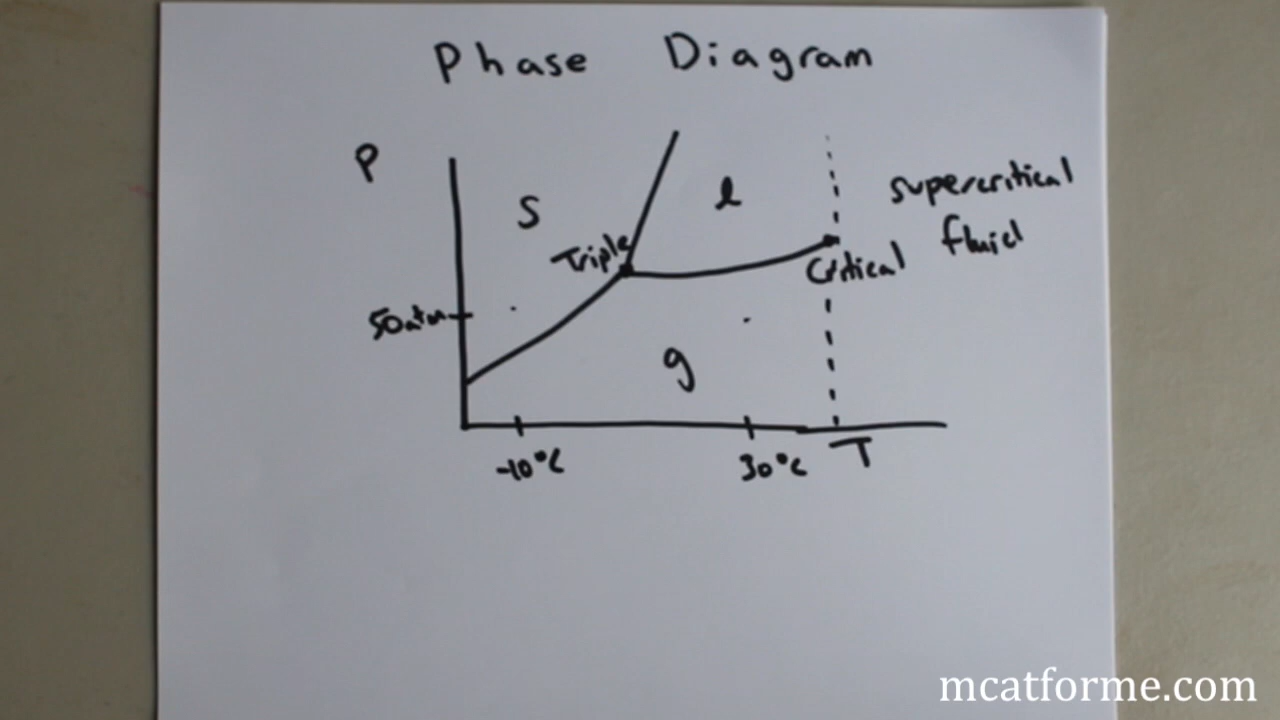 Phase Diagram
P
S
l
supercritical
fluid
Triple
Critical
50atm
g
-10°C
30°C
T
mcatforme.com